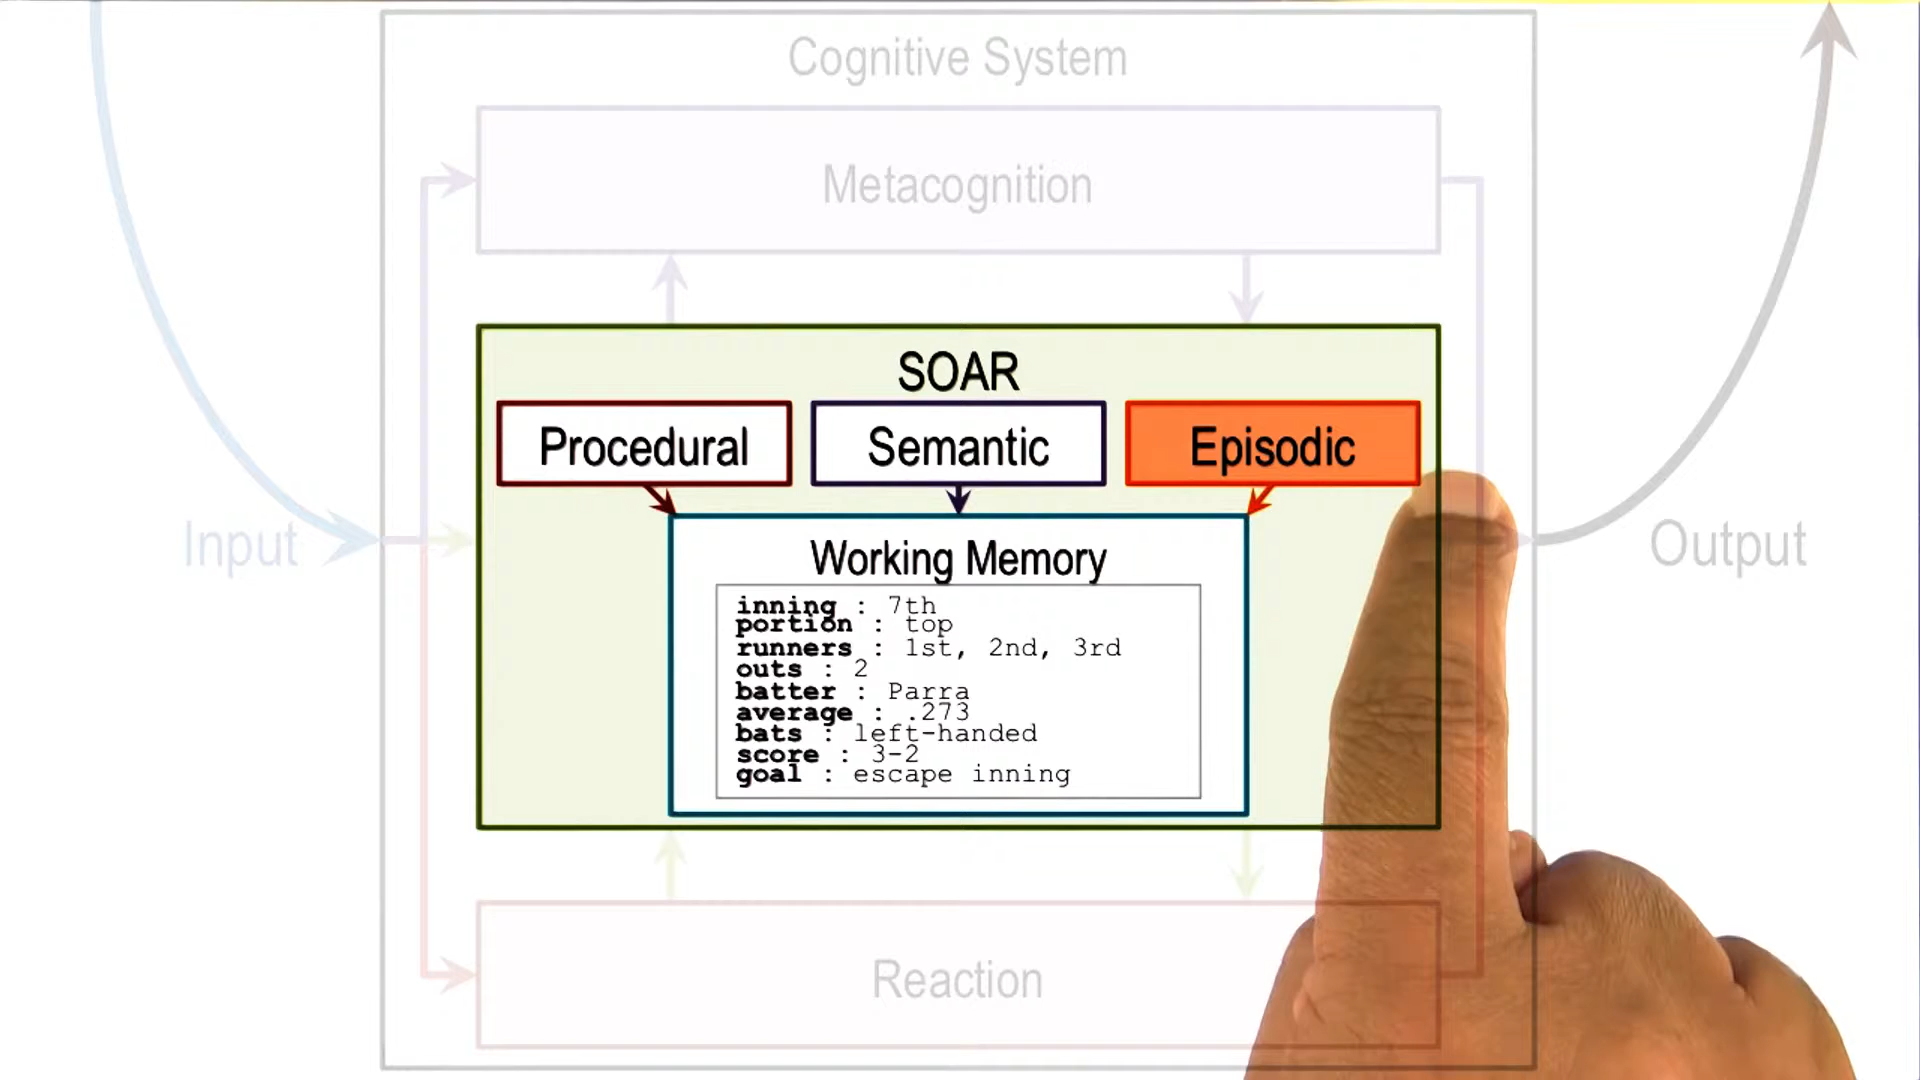 Cognitive System
Metacognition
SOAR
Procedural
Semantic
Episodic
Input
Output
Working Memory
inning : 7th
portion : top
runners : 1st, 2nd, 3rd
outs : 2
batter : Parra
average : .273
bats : left-handed
score : 3-2
goal : escape inning
Reaction